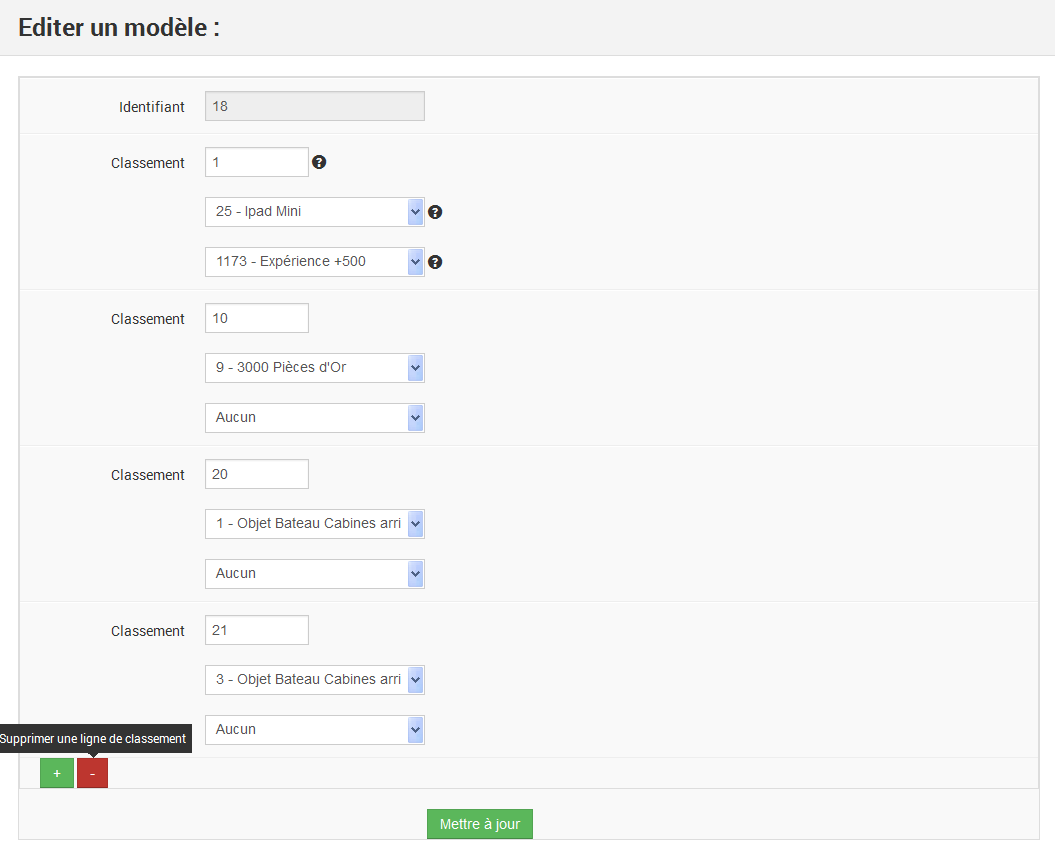 Editer un modèle :
Identifiant 18
Classement 1 ?
25 - Ipad Mini ?
1173 - Expérience +500 ?
Classement 10
9 - 3000 Pièces d'Or
Aucun
Classement 20
1 - Objet Bateau Cabines arri
Aucun
Classement 21
3 - Objet Bateau Cabines arri
Aucun
Supprimer une ligne de classement
+ -
Mettre à jour